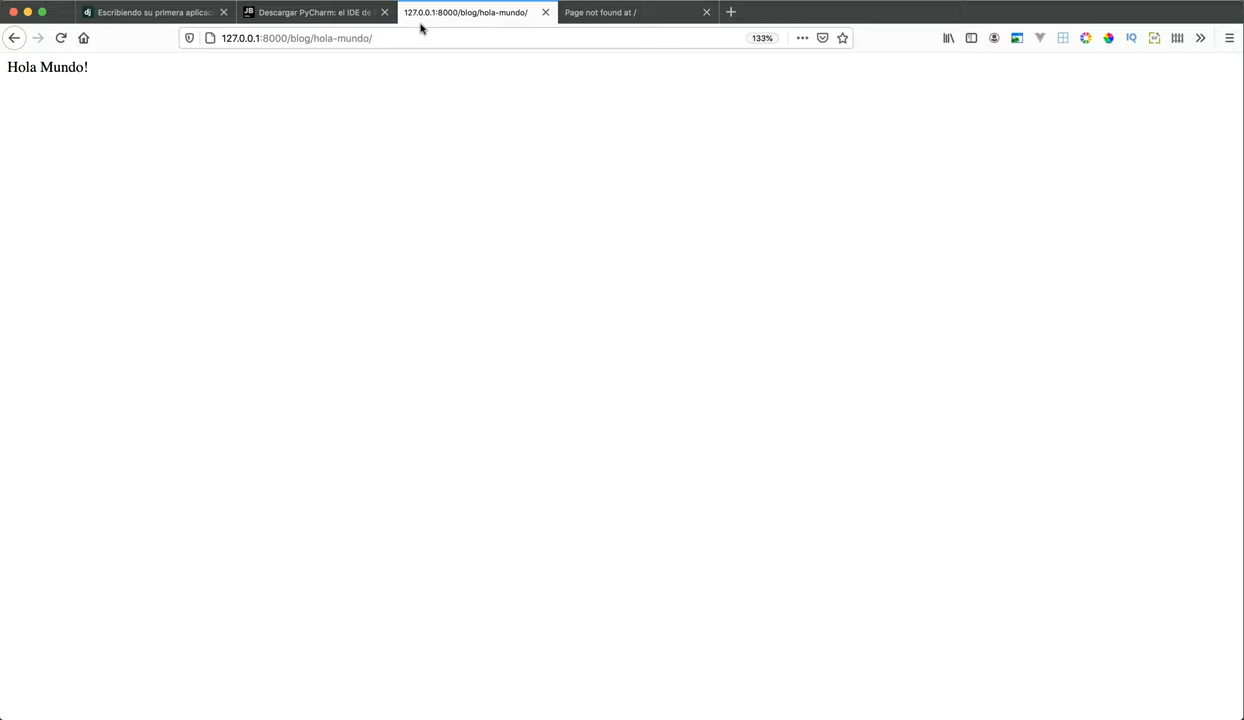 Escribiendo su primera aplicac
Descargar PyCharm: el IDE de
127.0.0.1:8000/blog/hola-mundo/
Page not found at /
127.0.0.1:8000/blog/hola-mundo/
133%
Hola Mundo!